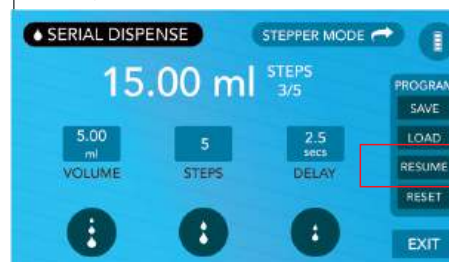 SERIAL DISPENSE
STEPPER MODE
15.00 ml
STEPS
3/5
5.00
ml
VOLUME
5
STEPS
2.5
secs
DELAY
PROGRAM
SAVE
LOAD
RESUME
RESET
EXIT